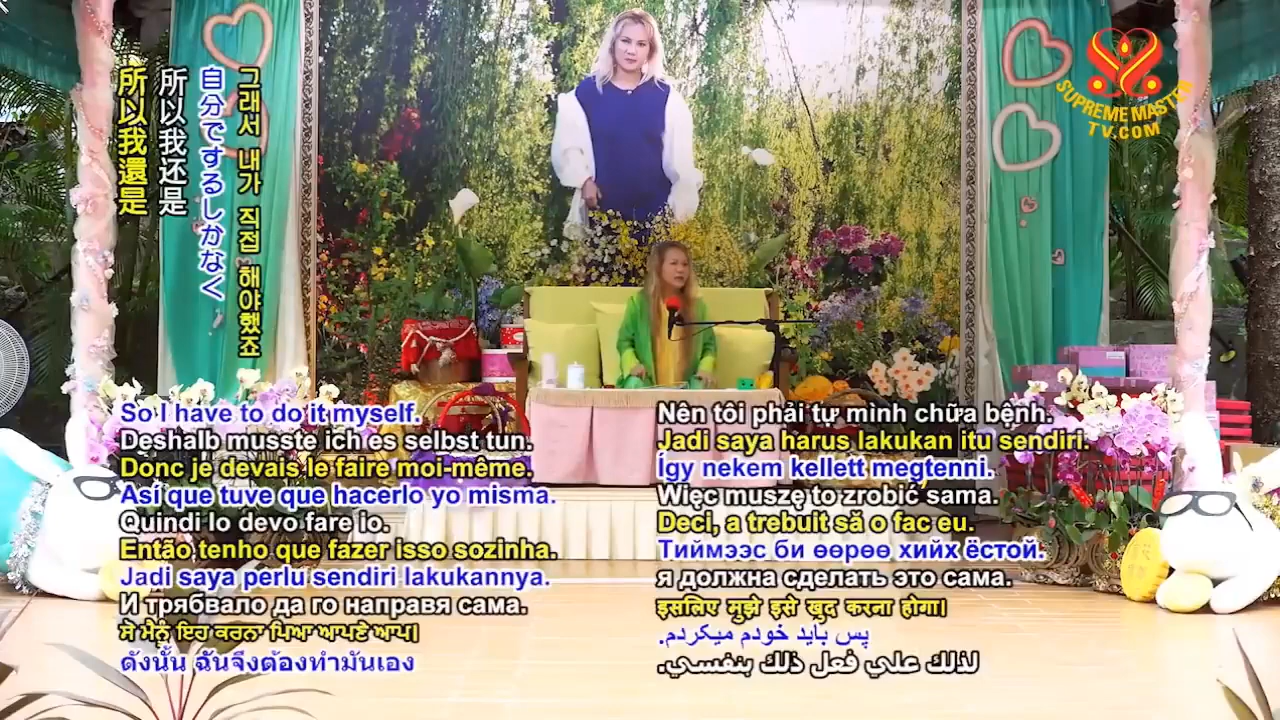 SUPREME MASTER
TV.COM
그래서 내가 직접 해야했죠
自分でするしかなく
所以我还是
所以我還是
So I have to do it myself.
Deshalb musste ich es selbst tun.
Donc je devais le faire moi-même.
Así que tuve que hacerlo yo misma.
Quindi lo devo fare io.
Então tenho que fazer isso sozinha.
Jadi saya perlu sendiri lakukannya.
И трябвало да го направя сама.
ਸੋ ਮੈਨੂੰ ਇਹ ਕਰਨਾ ਪਿਆ ਆਪਣੇ ਆਪ।
ดังนั้น ฉันจึงต้องทำมันเอง
Nên tôi phải tự mình chữa bệnh.
Jadi saya harus lakukan itu sendiri.
Így nekem kellett megtenni.
Więc muszę to zrobić sama.
Deci, a trebuit să o fac eu.
Тиймээс би өөрөө хийх ёстой.
я должна сделать это сама.
इसलिए मुझे इसे खुद करना होगा।
پس باید خودم میکردم.
لذلك علي فعل ذلك بنفسي.